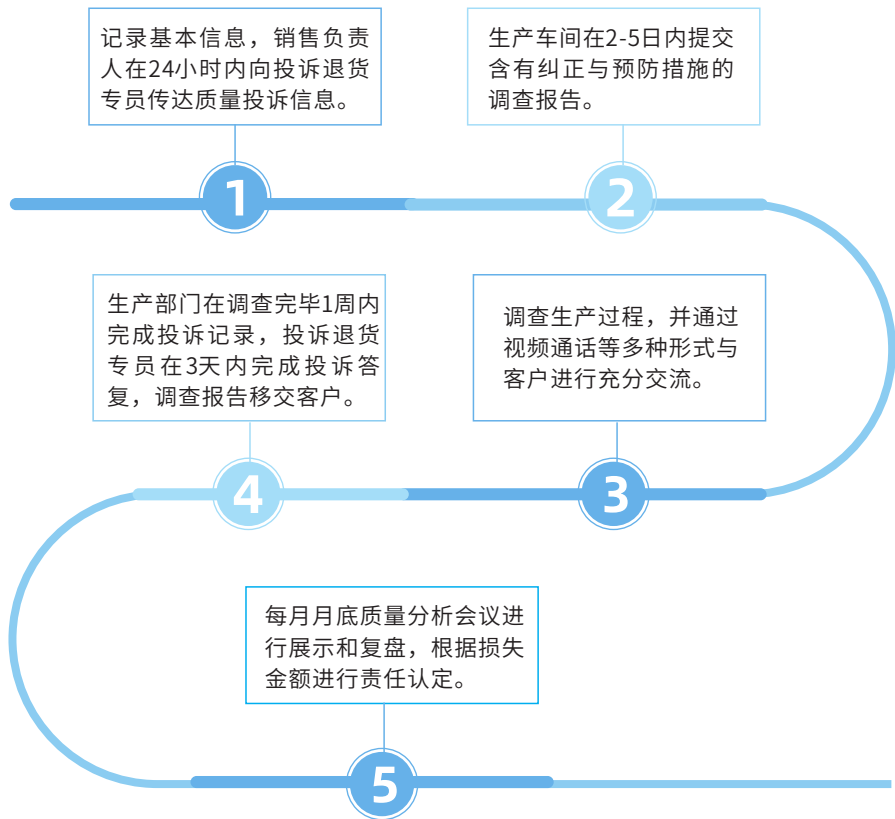 记录基本信息，销售负责
人在24小时内向投诉退货
专员传达质量投诉信息。
1
生产车间在2-5日内提交
含有纠正与预防措施的
调查报告。
2
调查生产过程，并通过
视频通话等多种形式与
客户进行充分交流。
3
生产部门在调查完毕1周内
完成投诉记录，投诉退货
专员在3天内完成投诉答
复，调查报告移交客户。
4
每月月底质量分析会议进
行展示和复盘，根据损失
金额进行责任认定。
5